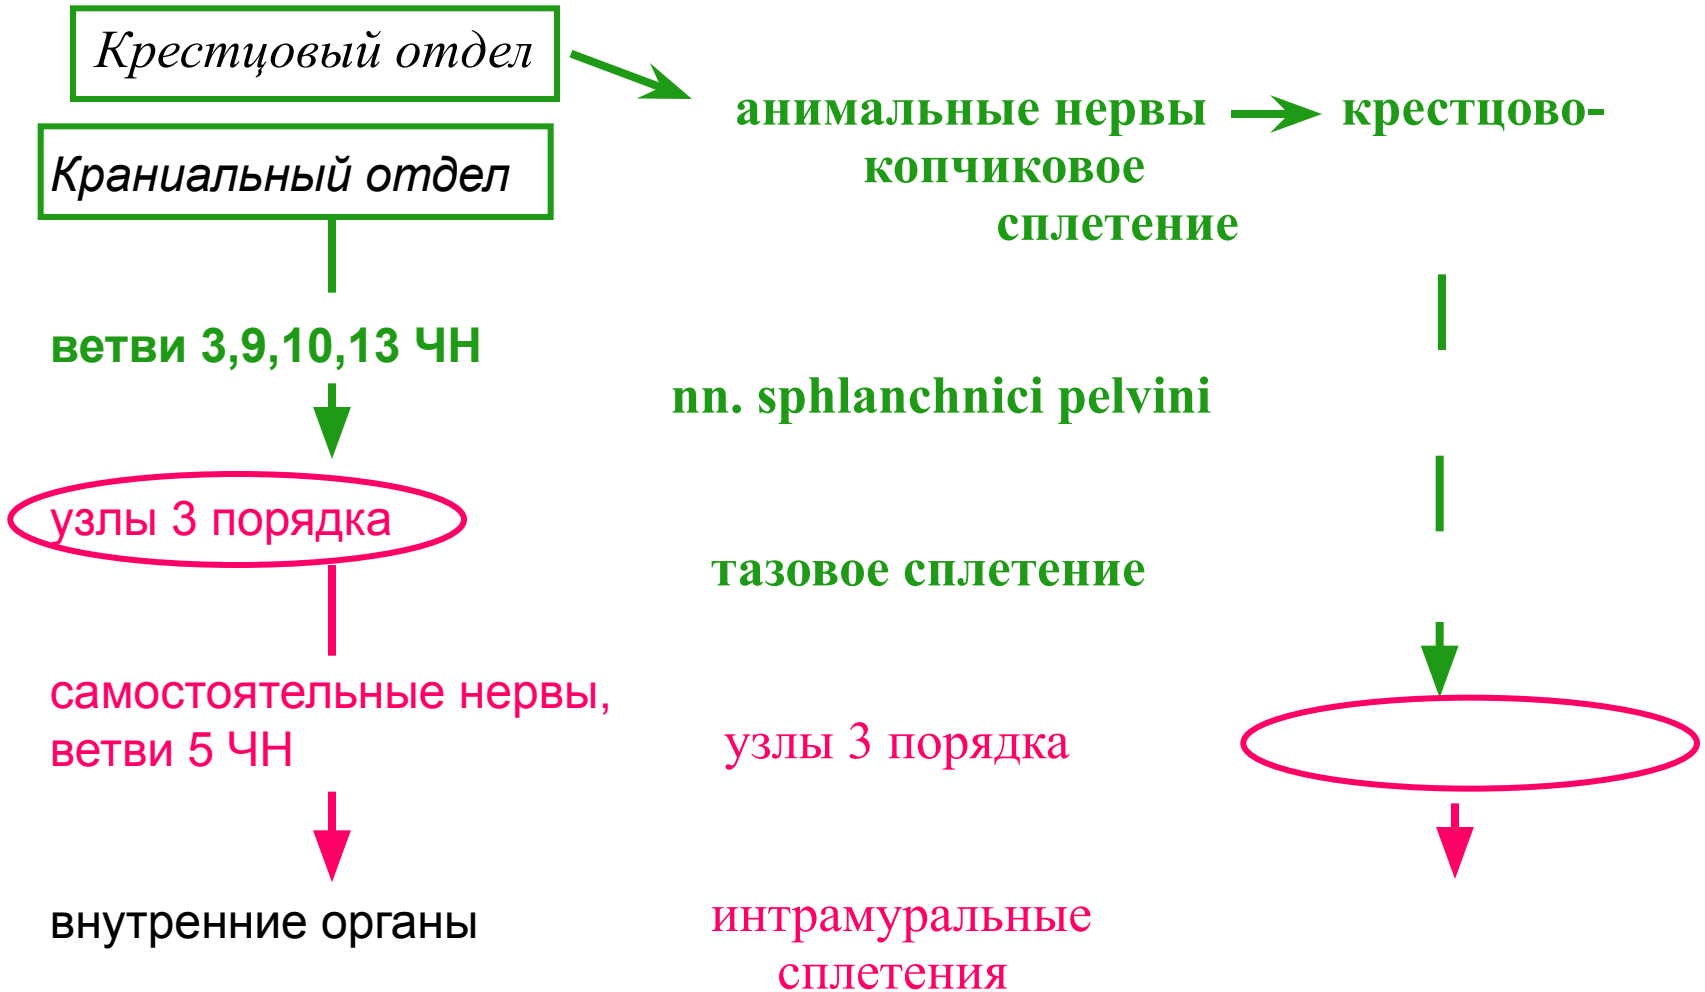 Крестцовый отдел
анимальные нервы
крестцово-
копчиковое
сплетение
Краниальный отдел
ветви 3,9,10,13 ЧН
nn. sphlanchnici pelvini
узлы 3 порядка
тазовое сплетение
самостоятельные нервы,
ветви 5 ЧН
узлы 3 порядка
внутренние органы
интрамуральные
сплетения